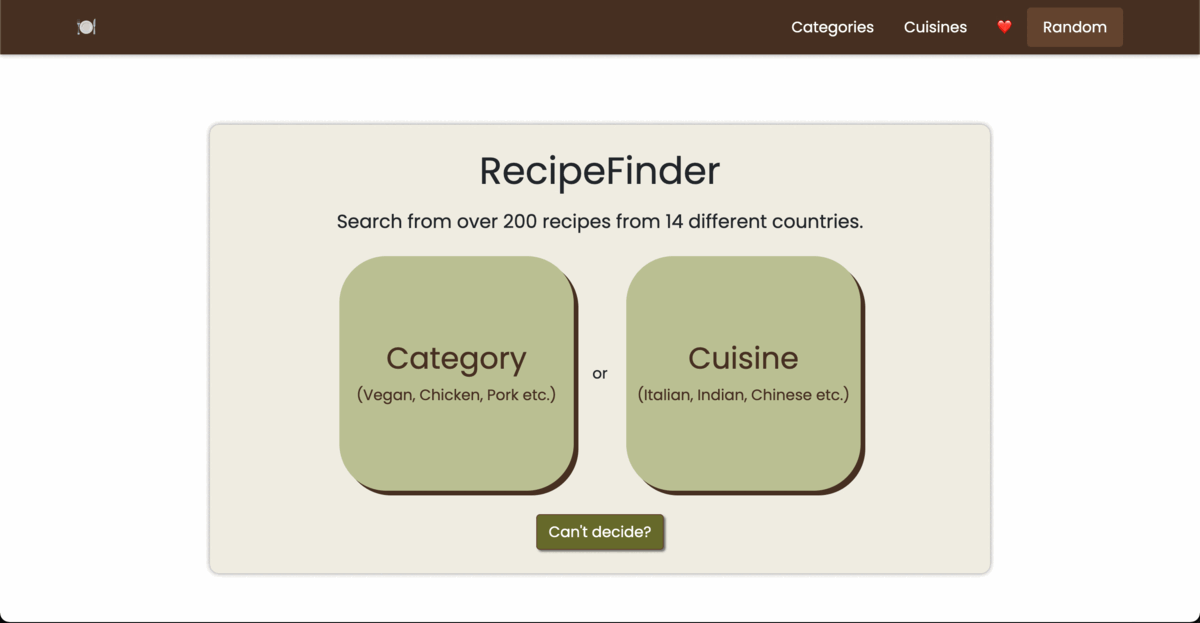 Categories Cuisines Random
RecipeFinder
Search from over 200 recipes from 14 different countries.
Category
(Vegan, Chicken, Pork etc.)
or
Cuisine
(Italian, Indian, Chinese etc.)
Can't decide?